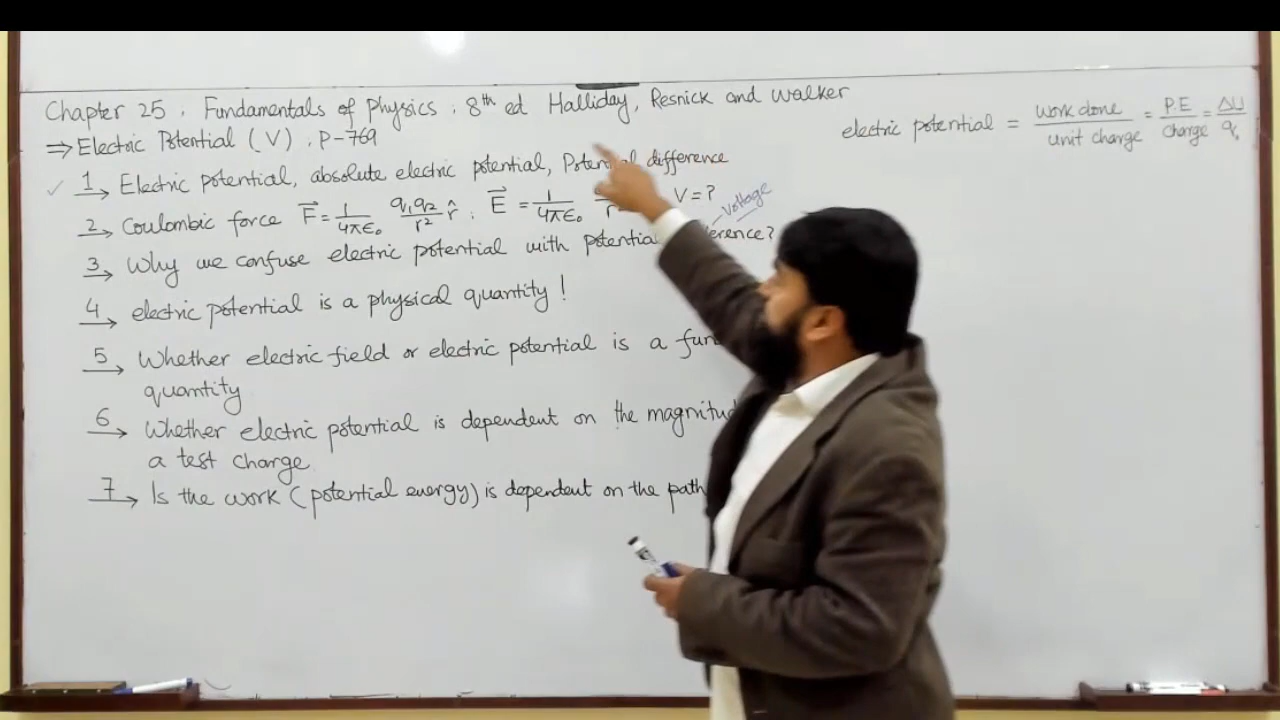 Chapter 25, Fundamentals of Physics, 8th ed Halliday, Resnick and Walker
⇒ Electric Potential (V), P-769
✓ 1→ Electric potential, absolute electric potential, Potential difference
2→ Coulombic force F⃗ = 1/4πε₀ q₁q₂/r² r̂ ; E⃗ = 1/4πε₀ V = ?
Voltage
3→ Why we confuse electric potential with potential difference?
4→ electric potential is a physical quantity!
5→ Whether electric field or electric potential is a
quantity
6→ Whether electric potential is dependent on the
a test charge
7→ Is the work (potential energy) is dependent on the path
electric potential = work done / unit charge = P.E / charge = ΔU / q₀